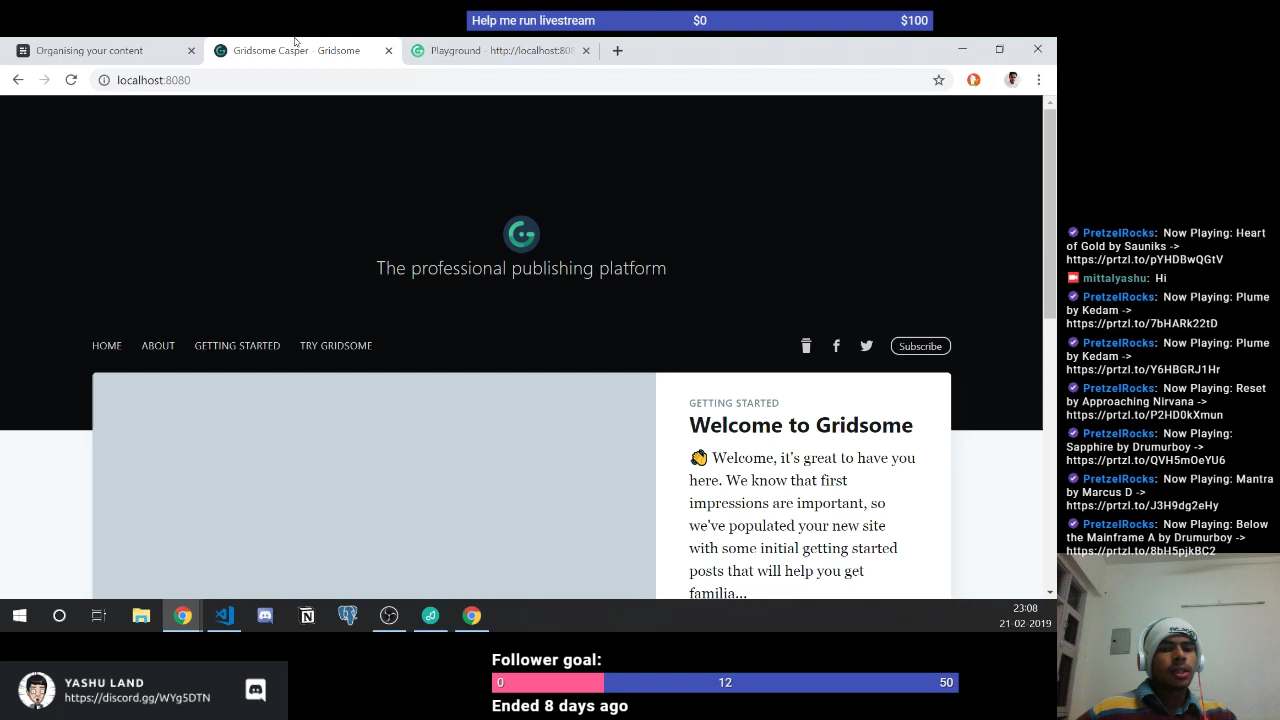 Help me run livestream $0 $100
Organising your content
Gridsome Casper - Gridsome
Playground - http://localhost:808
localhost:8080
The professional publishing platform
HOME ABOUT GETTING STARTED TRY GRIDSOME
Subscribe
GETTING STARTED
Welcome to Gridsome
👏 Welcome, it's great to have you
here. We know that first
impressions are important, so
we've populated your new site
with some initial getting started
posts that will help you get
familia...
PretzelRocks: Now Playing: Heart
of Gold by Sauniks ->
https://prtzl.to/pYHDBwQGtV
mittalyashu: Hi
PretzelRocks: Now Playing: Plume
by Kedam ->
https://prtzl.to/7bHARk22tD
PretzelRocks: Now Playing: Plume
by Kedam ->
https://prtzl.to/Y6HBGRJ1Hr
PretzelRocks: Now Playing: Reset
by Approaching Nirvana ->
https://prtzl.to/P2HD0kXmun
PretzelRocks: Now Playing:
Sapphire by Drumurboy ->
https://prtzl.to/QVH5mOeYU6
PretzelRocks: Now Playing: Mantra
by Marcus D ->
https://prtzl.to/J3H9dg2eHy
PretzelRocks: Now Playing: Below
the Mainframe A by Drumurboy ->
https://prtzl.to/8bH5pjkBC2
23:08
21-02-2019
YASHU LAND
https://discord.gg/WYg5DTN
Follower goal:
0 12 50
Ended 8 days ago